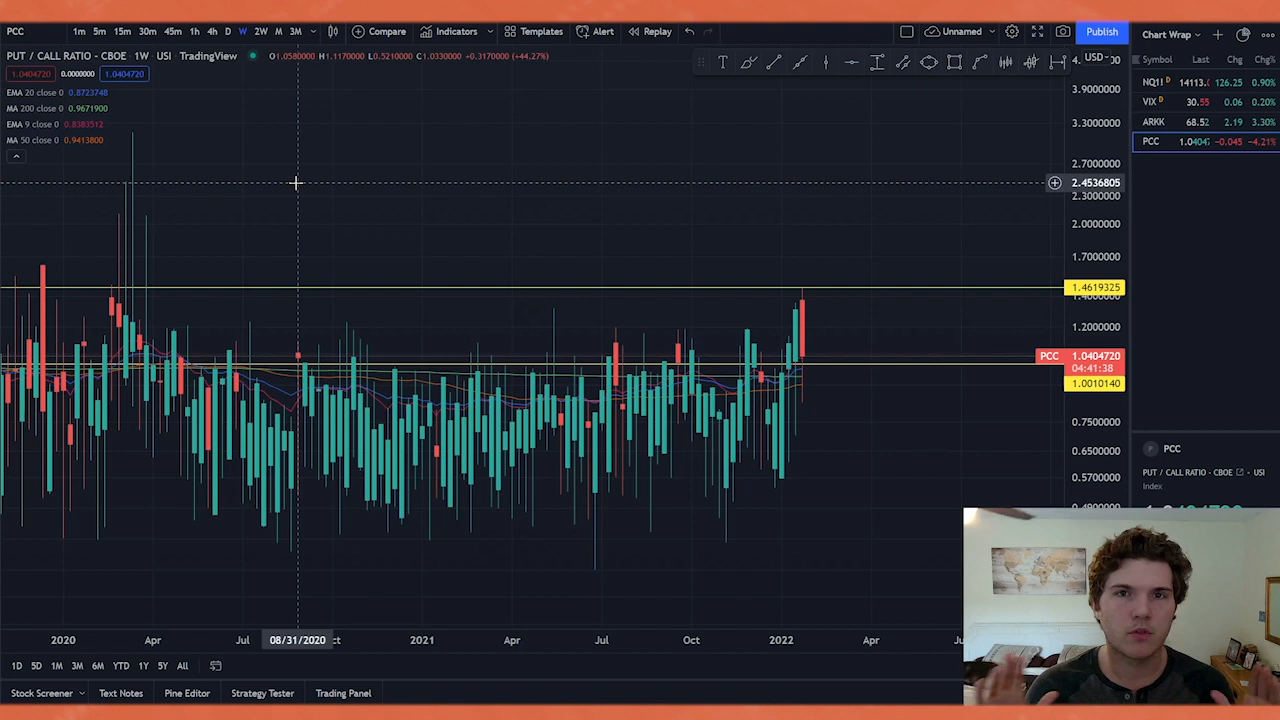 PCC 1m 5m 15m 30m 45m 1h 4h D W 2W M 3M Compare Indicators Templates Alert Replay Unnamed Publish Chart Wrap
PUT / CALL RATIO - CBOE · 1W · USI · TradingView O1.0580000 H1.1170000 L0.5210000 C1.0330000 +0.3170000 (+44.27%)
USD
Symbol Last Chg Chg%
1.0404720 0.0000000 1.0404720
NQ1! D 14113.0 126.25 0.90%
EMA 20 close 0 0.8723748
3.9000000
VIX D 30.55 0.06 0.20%
MA 200 close 0 0.9671900
EMA 9 close 0 0.8383512
3.3000000
ARKK 68.52 2.19 3.30%
MA 50 close 0 0.9413800
PCC 1.0404 −0.045 −4.21%
2.7000000
2.4536805
2.3000000
2.0000000
1.7000000
1.4619325
1.4000000
1.2000000
PCC 1.0404720
04:41:38
1.0010140
0.7500000
0.6500000
0.5700000
PCC
PUT / CALL RATIO - CBOE · USI
Index
2020 Apr Jul 08/31/2020 2021 Apr Jul Oct 2022 Apr
1D 5D 1M 3M 6M YTD 1Y 5Y All
Stock Screener Text Notes Pine Editor Strategy Tester Trading Panel